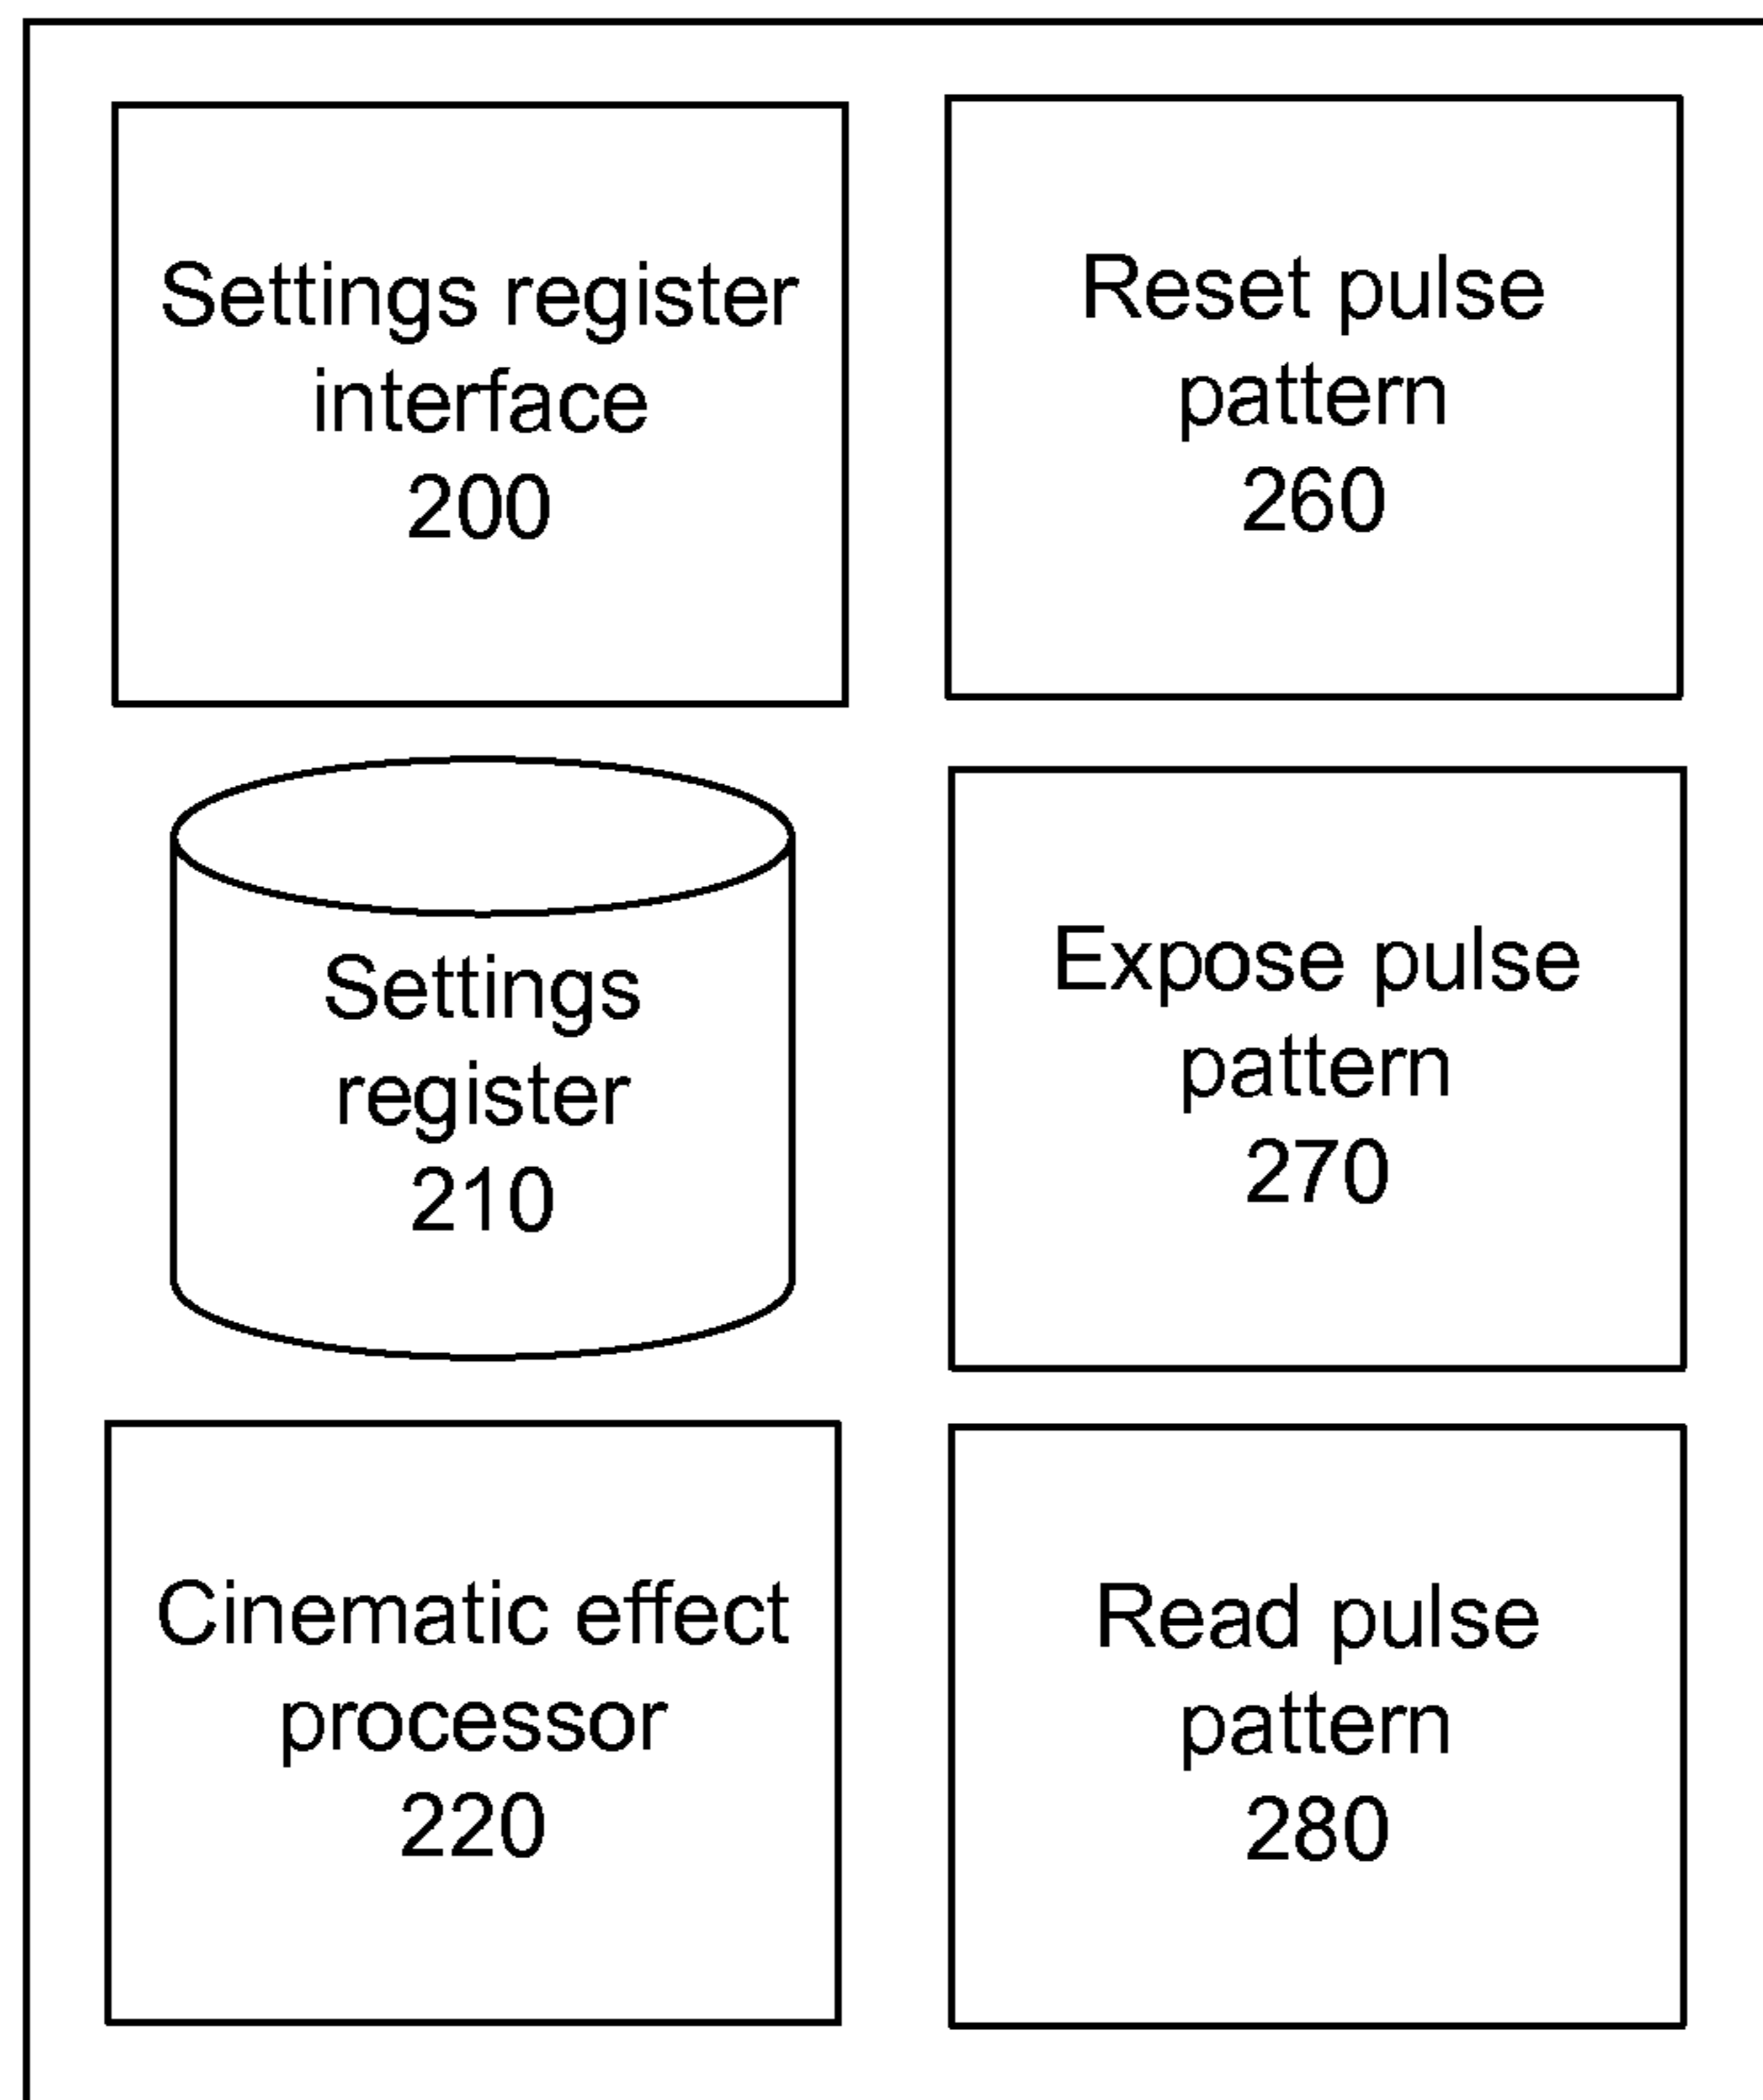 Settings register
interface
200
Reset pulse
pattern
260
Settings
register
210
Expose pulse
pattern
270
Cinematic effect
processor
220
Read pulse
pattern
280